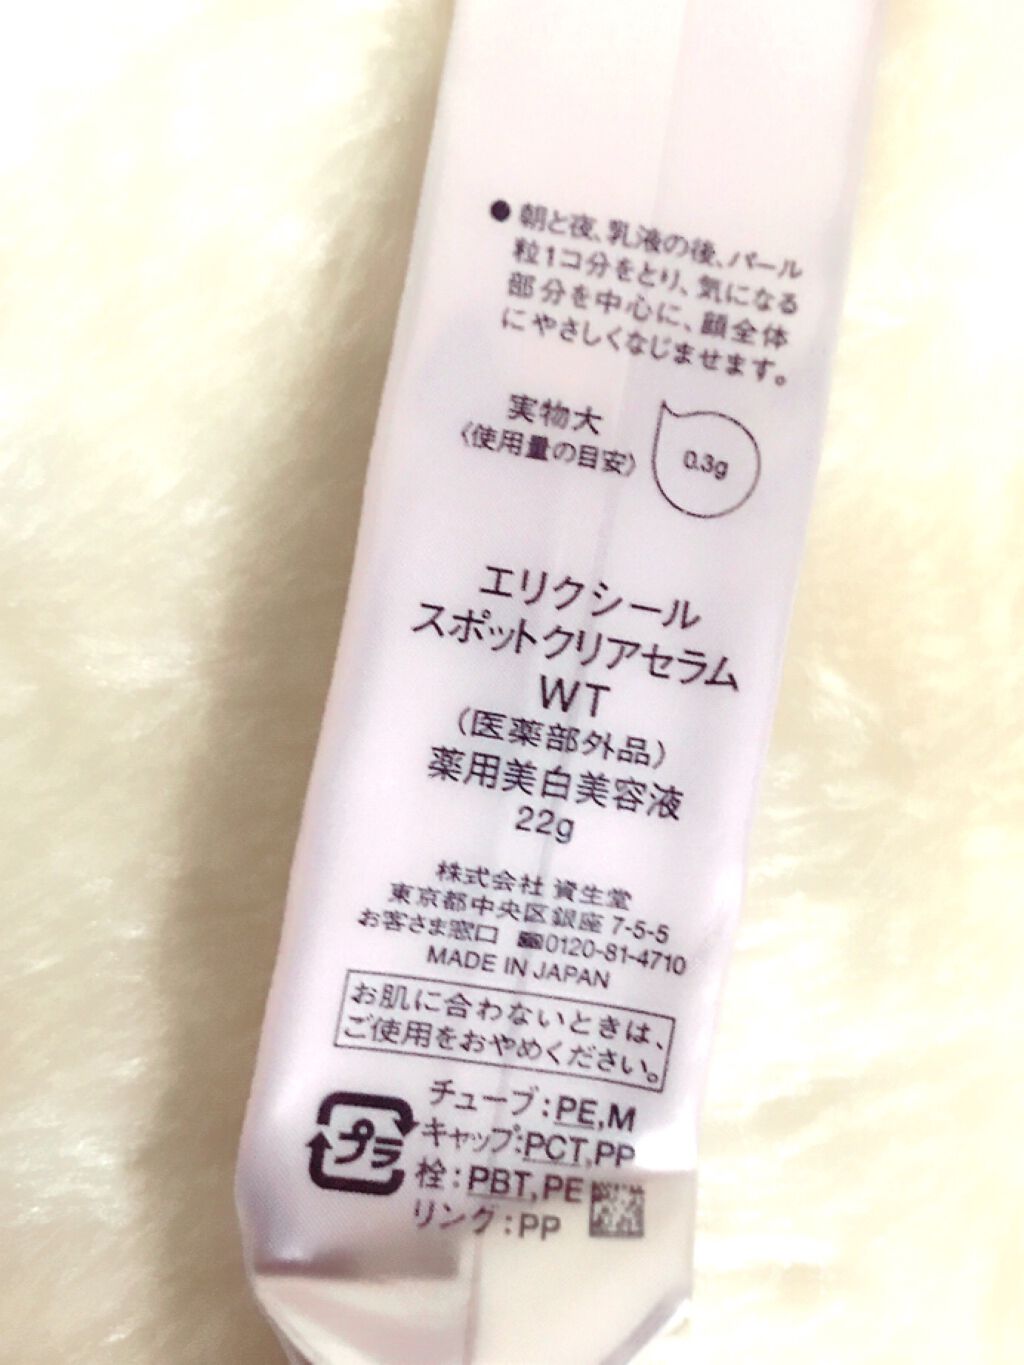 ●朝と夜、乳液の後、パール
粒1コ分をとり、気になる
部分を中心に、顔全体
にやさしくなじませます。
実物大
〈使用量の目安〉
0.3g
エリクシール
スポットクリアセラム
WT
(医薬部外品)
薬用美白美容液
22g
株式会社 資生堂
東京都中央区銀座 7-5-5
お客さま窓口 ☎0120-81-4710
MADE IN JAPAN
お肌に合わないときは、
ご使用をおやめください。
プラ
チューブ:PE,M
キャップ:PCT,PP
栓:PBT,PE
リング:PP